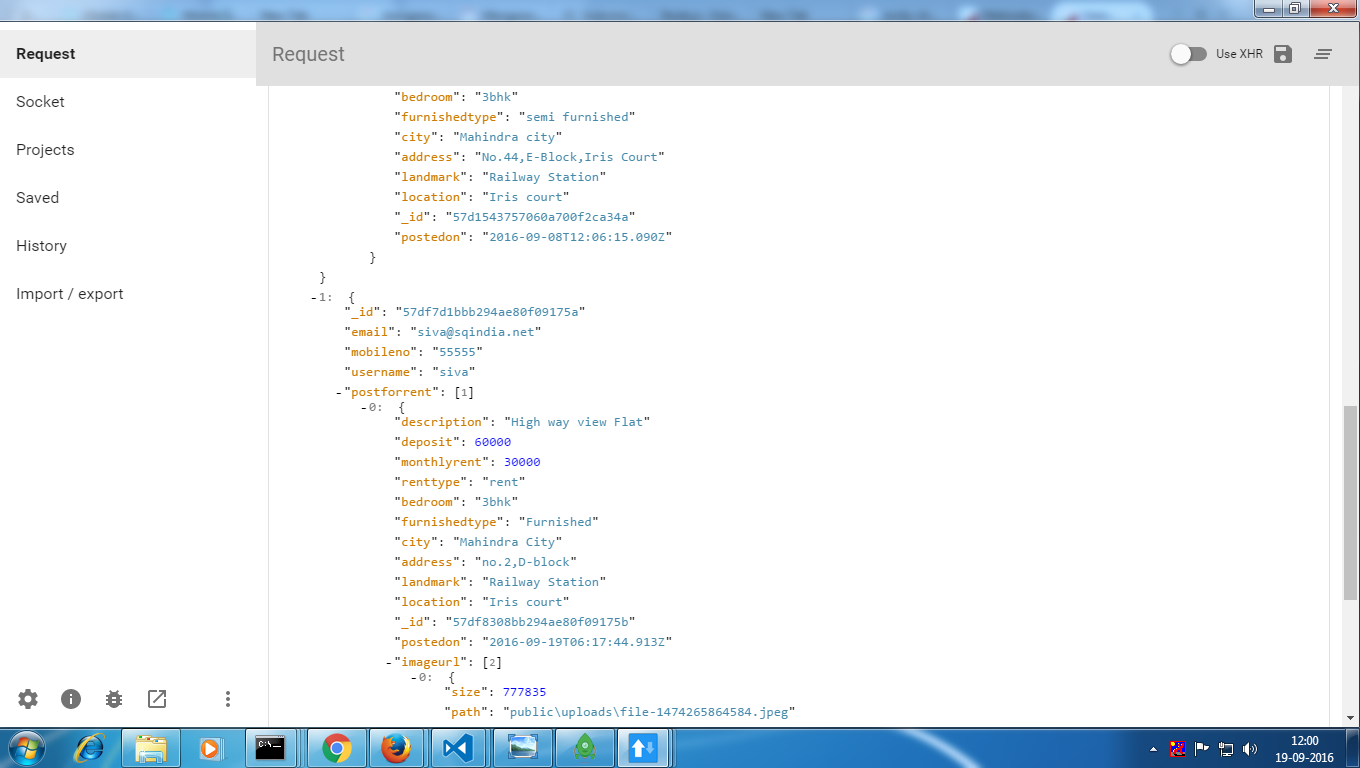 Request
Socket
Projects
Saved
History
Import / export
Request
Use XHR
"bedroom": "3bhk"
"furnishedtype": "semi furnished"
"city": "Mahindra city"
"address": "No.44,E-Block,Iris Court"
"landmark": "Railway Station"
"location": "Iris court"
"_id": "57d1543757060a700f2ca34a"
"postedon": "2016-09-08T12:06:15.090Z"
}
}
-1: {
"_id": "57df7d1bbb294ae80f09175a"
"email": "siva@sqindia.net"
"mobileno": "55555"
"username": "siva"
-"postforrent": [1]
-0: {
"description": "High way view Flat"
"deposit": 60000
"monthlyrent": 30000
"renttype": "rent"
"bedroom": "3bhk"
"furnishedtype": "Furnished"
"city": "Mahindra City"
"address": "no.2,D-block"
"landmark": "Railway Station"
"location": "Iris court"
"_id": "57df8308bb294ae80f09175b"
"postedon": "2016-09-19T06:17:44.913Z"
-"imageurl": [2]
-0: {
"size": 777835
"path": "public\uploads\file-1474265864584.jpeg"
12:00
19-09-2016